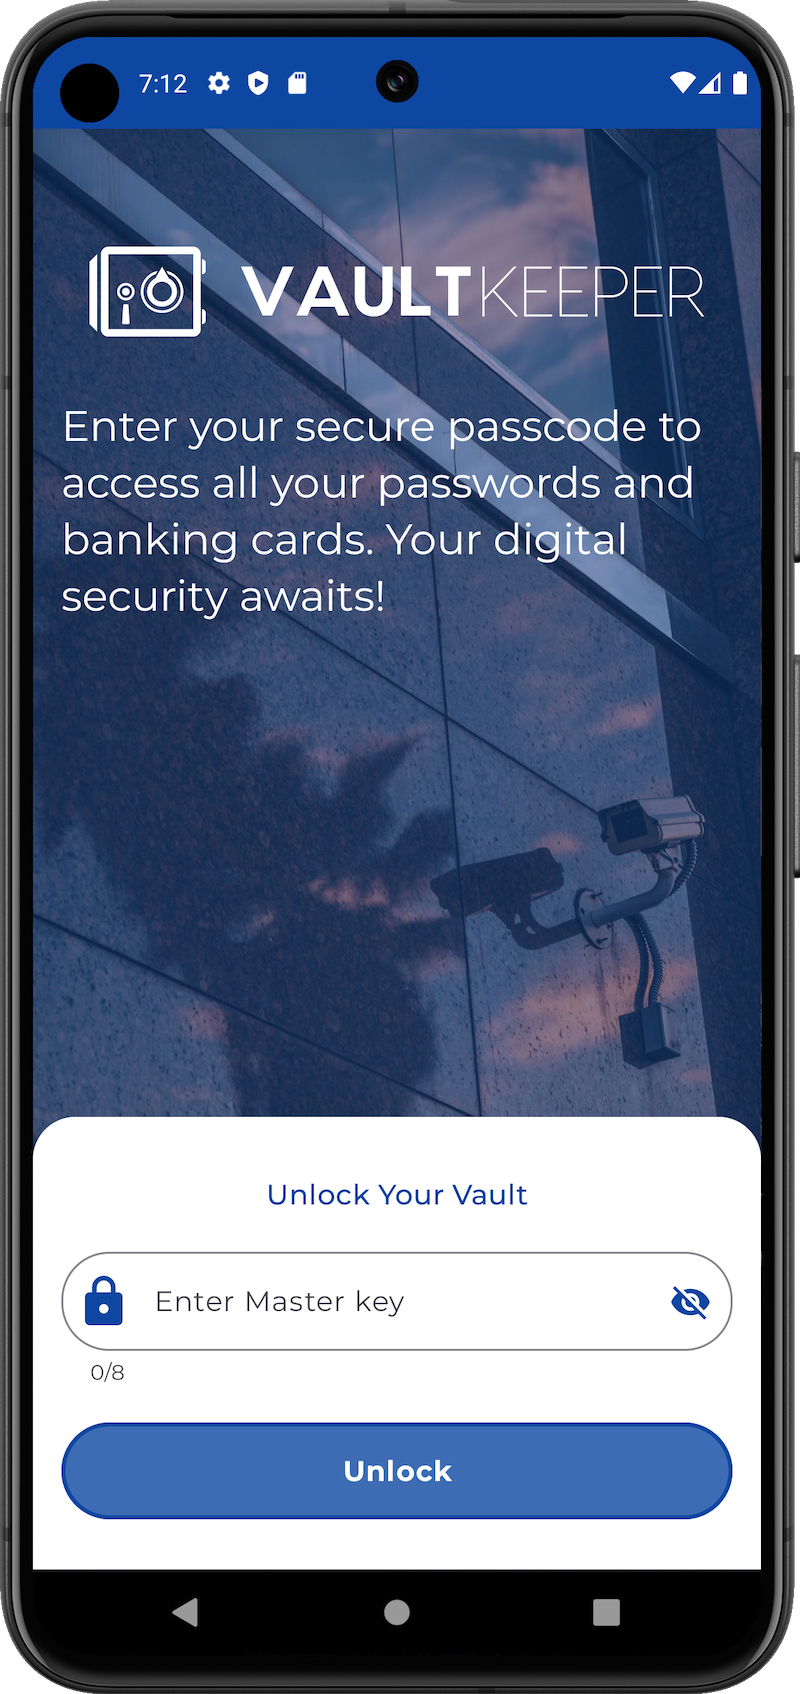 7:12
VAULTKEEPER
Enter your secure passcode to
access all your passwords and
banking cards. Your digital
security awaits!
Unlock Your Vault
Enter Master key
0/8
Unlock